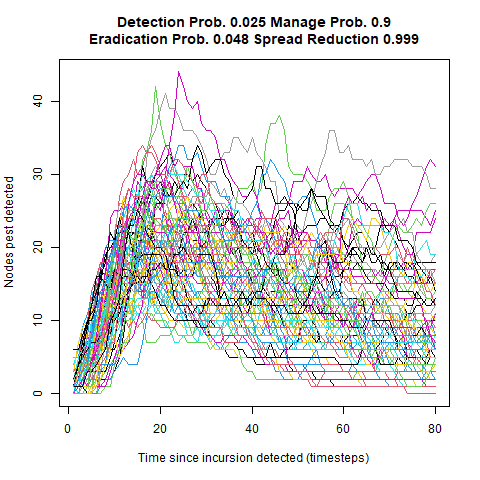 Detection Prob. 0.025 Manage Prob. 0.9
Eradication Prob. 0.048 Spread Reduction 0.999
Nodes pest detected
40
30
20
10
0
0 20 40 60 80
Time since incursion detected (timesteps)